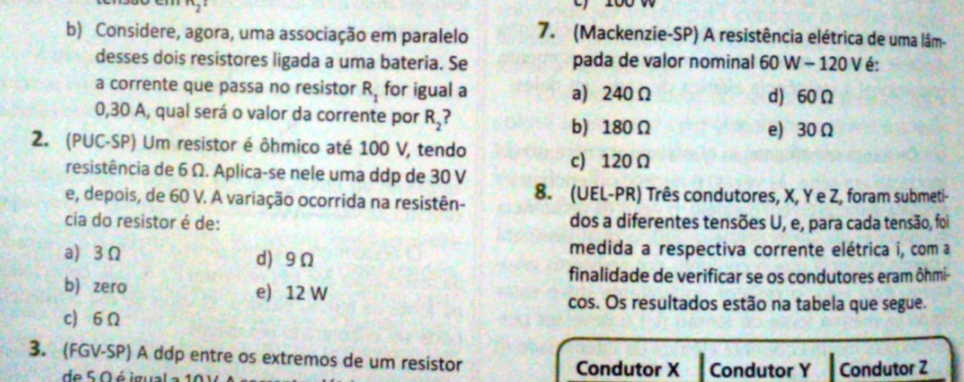 b) Considere, agora, uma associação em paralelo
desses dois resistores ligada a uma bateria. Se
a corrente que passa no resistor R₁ for igual a
0,30 A, qual será o valor da corrente por R₂?
2. (PUC-SP) Um resistor é ôhmico até 100 V, tendo
resistência de 6 Ω. Aplica-se nele uma ddp de 30 V
e, depois, de 60 V. A variação ocorrida na resistên-
cia do resistor é de:
a) 3 Ω
d) 9 Ω
b) zero
e) 12 W
c) 6 Ω
3. (FGV-SP) A ddp entre os extremos de um resistor
de 5 Ω é igual a 10 V.
c) 100 W
7. (Mackenzie-SP) A resistência elétrica de uma lâm-
pada de valor nominal 60 W – 120 V é:
a) 240 Ω
d) 60 Ω
b) 180 Ω
e) 30 Ω
c) 120 Ω
8. (UEL-PR) Três condutores, X, Y e Z, foram submeti-
dos a diferentes tensões U, e, para cada tensão, foi
medida a respectiva corrente elétrica i, com a
finalidade de verificar se os condutores eram ôhmi-
cos. Os resultados estão na tabela que segue.
Condutor X Condutor Y Condutor Z